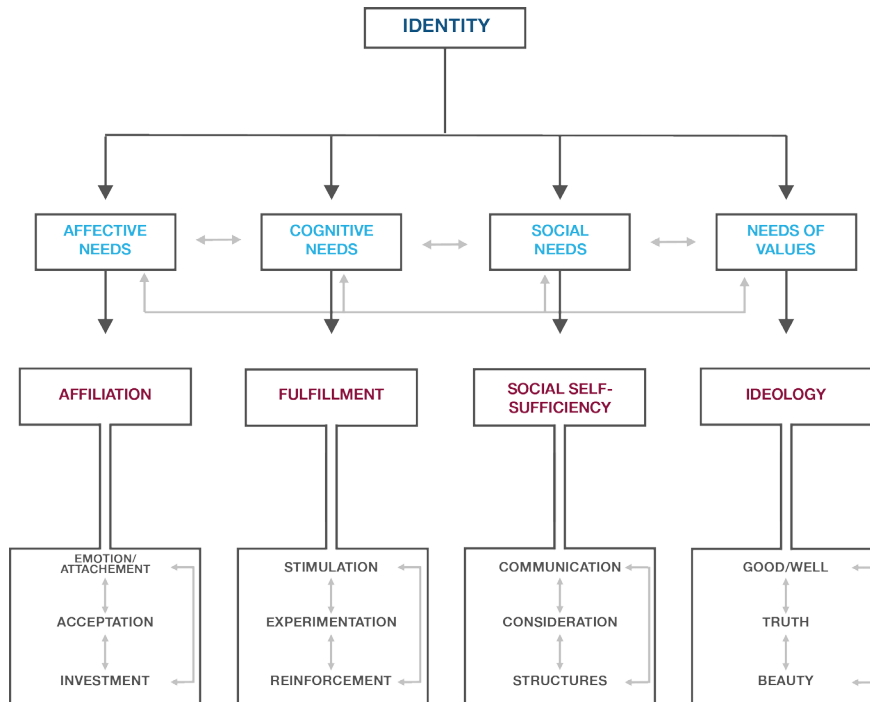 IDENTITY
AFFECTIVE
NEEDS
COGNITIVE
NEEDS
SOCIAL
NEEDS
NEEDS OF
VALUES
AFFILIATION
FULFILLMENT
SOCIAL SELF-
SUFFICIENCY
IDEOLOGY
EMOTION/
ATTACHEMENT
ACCEPTATION
INVESTMENT
STIMULATION
EXPERIMENTATION
REINFORCEMENT
COMMUNICATION
CONSIDERATION
STRUCTURES
GOOD/WELL
TRUTH
BEAUTY